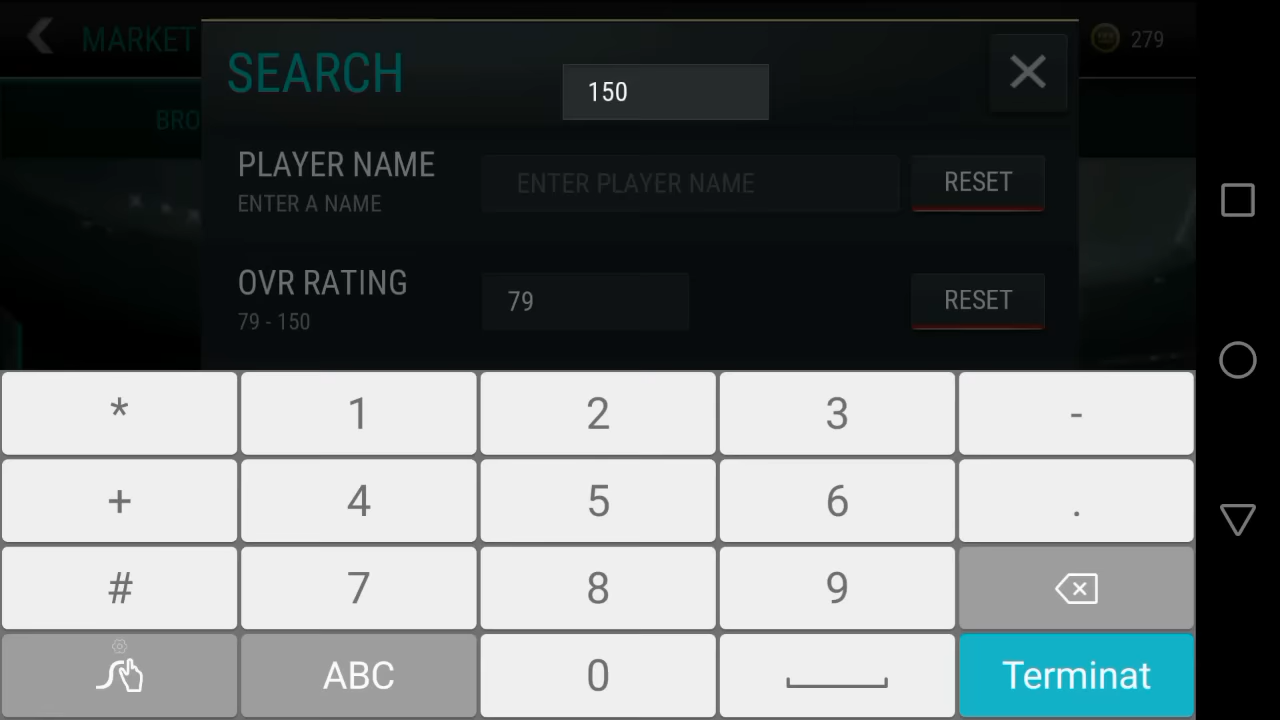 MARKET
279
SEARCH
150
BRO
PLAYER NAME
ENTER A NAME
ENTER PLAYER NAME
RESET
OVR RATING
79 - 150
79
RESET
* 1 2 3 -
+ 4 5 6 .
# 7 8 9
ABC 0 Terminat